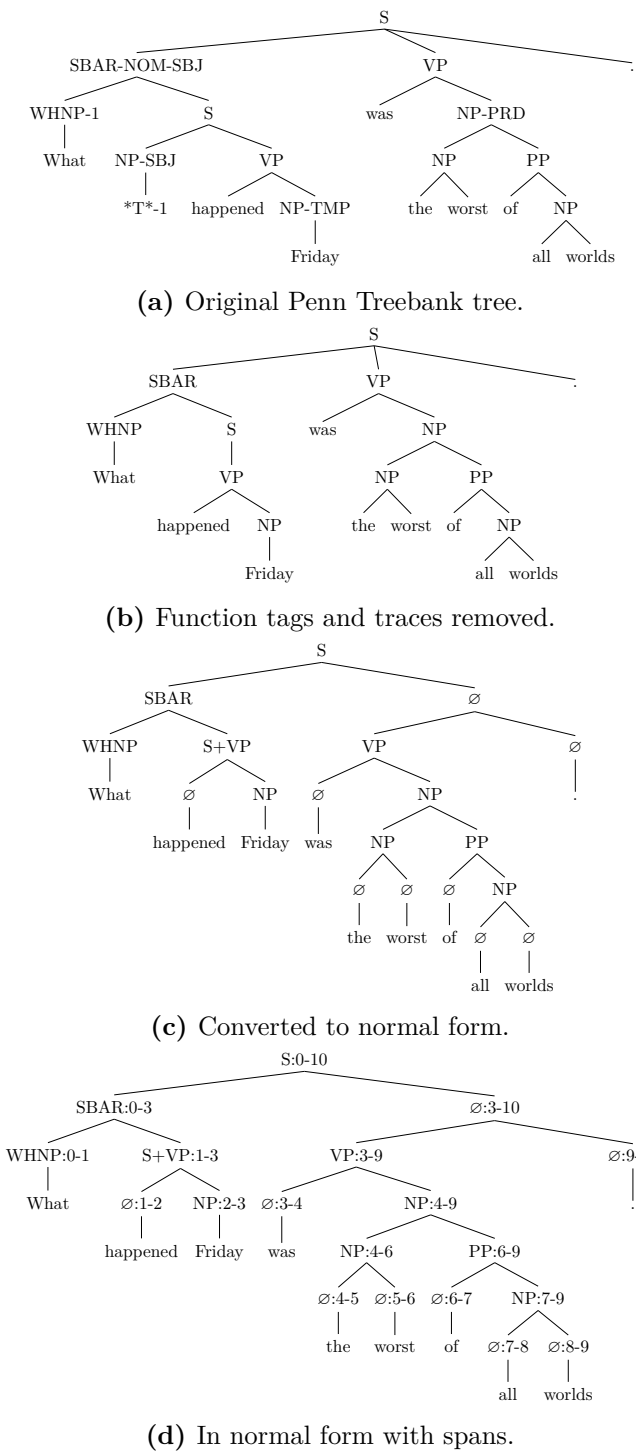 S
SBAR-NOM-SBJ VP .
WHNP-1 S was NP-PRD
What NP-SBJ VP NP PP
*T*-1 happened NP-TMP the worst of NP
Friday all worlds
(a) Original Penn Treebank tree.
S
SBAR VP .
WHNP S was NP
What VP NP PP
happened NP the worst of NP
Friday all worlds
(b) Function tags and traces removed.
S
SBAR ∅
WHNP S+VP VP ∅
What ∅ NP ∅ NP .
happened Friday was NP PP
∅ ∅ ∅ NP
the worst of ∅ ∅
all worlds
(c) Converted to normal form.
S:0-10
SBAR:0-3 ∅:3-10
WHNP:0-1 S+VP:1-3 VP:3-9 ∅:9-
What ∅:1-2 NP:2-3 ∅:3-4 NP:4-9 .
happened Friday was NP:4-6 PP:6-9
∅:4-5 ∅:5-6 ∅:6-7 NP:7-9
the worst of ∅:7-8 ∅:8-9
all worlds
(d) In normal form with spans.